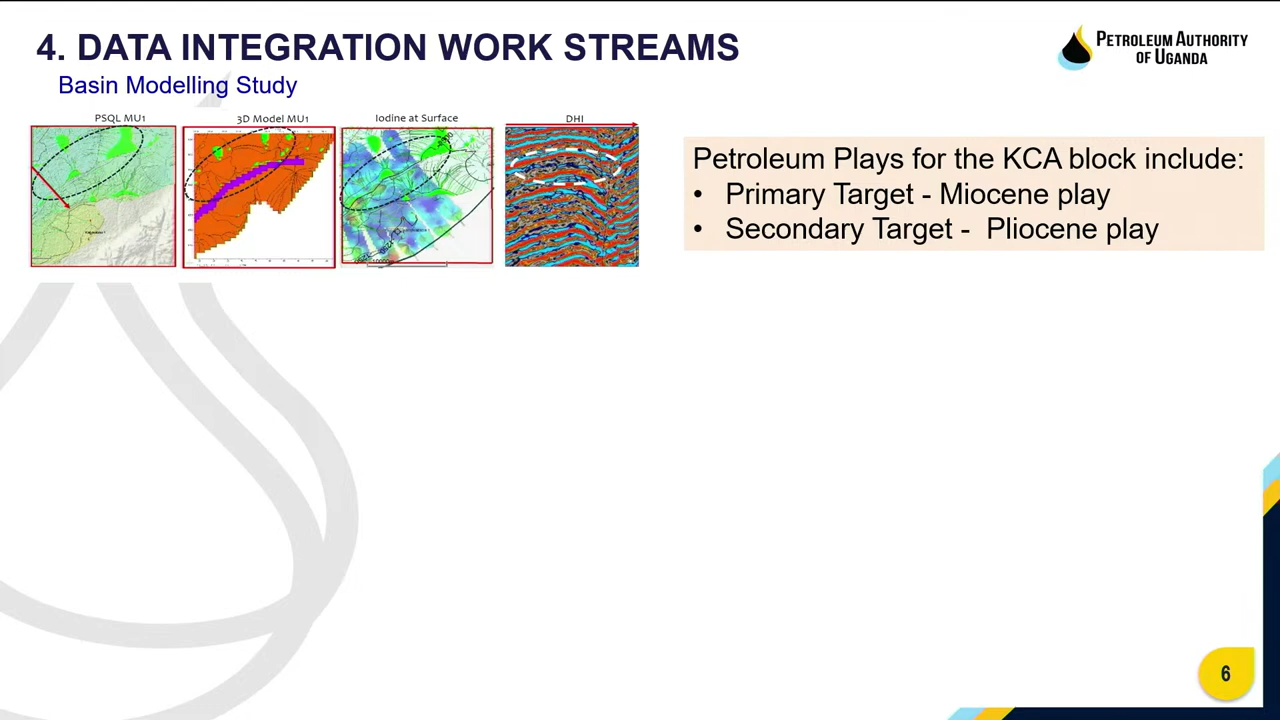 4. DATA INTEGRATION WORK STREAMS
Basin Modelling Study
PETROLEUM AUTHORITY
OF UGANDA
PSQL MU1
3D Model MU1
Iodine at Surface
DHI
Petroleum Plays for the KCA block include:
• Primary Target - Miocene play
• Secondary Target - Pliocene play
6